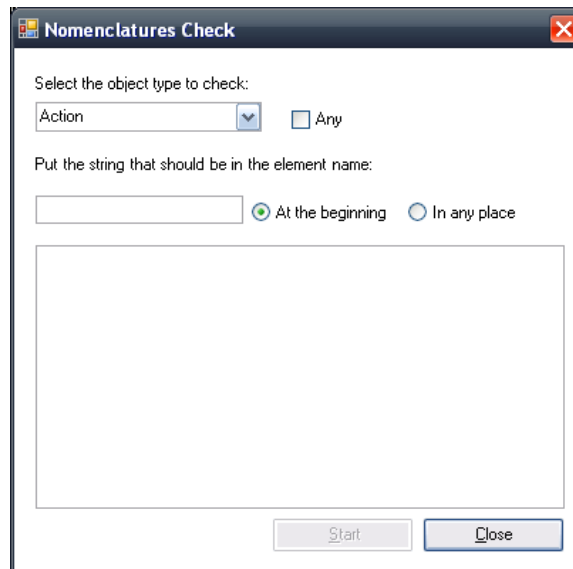 Nomenclatures Check
Select the object type to check:
Action
Any
Put the string that should be in the element name:
At the beginning
In any place
Start
Close